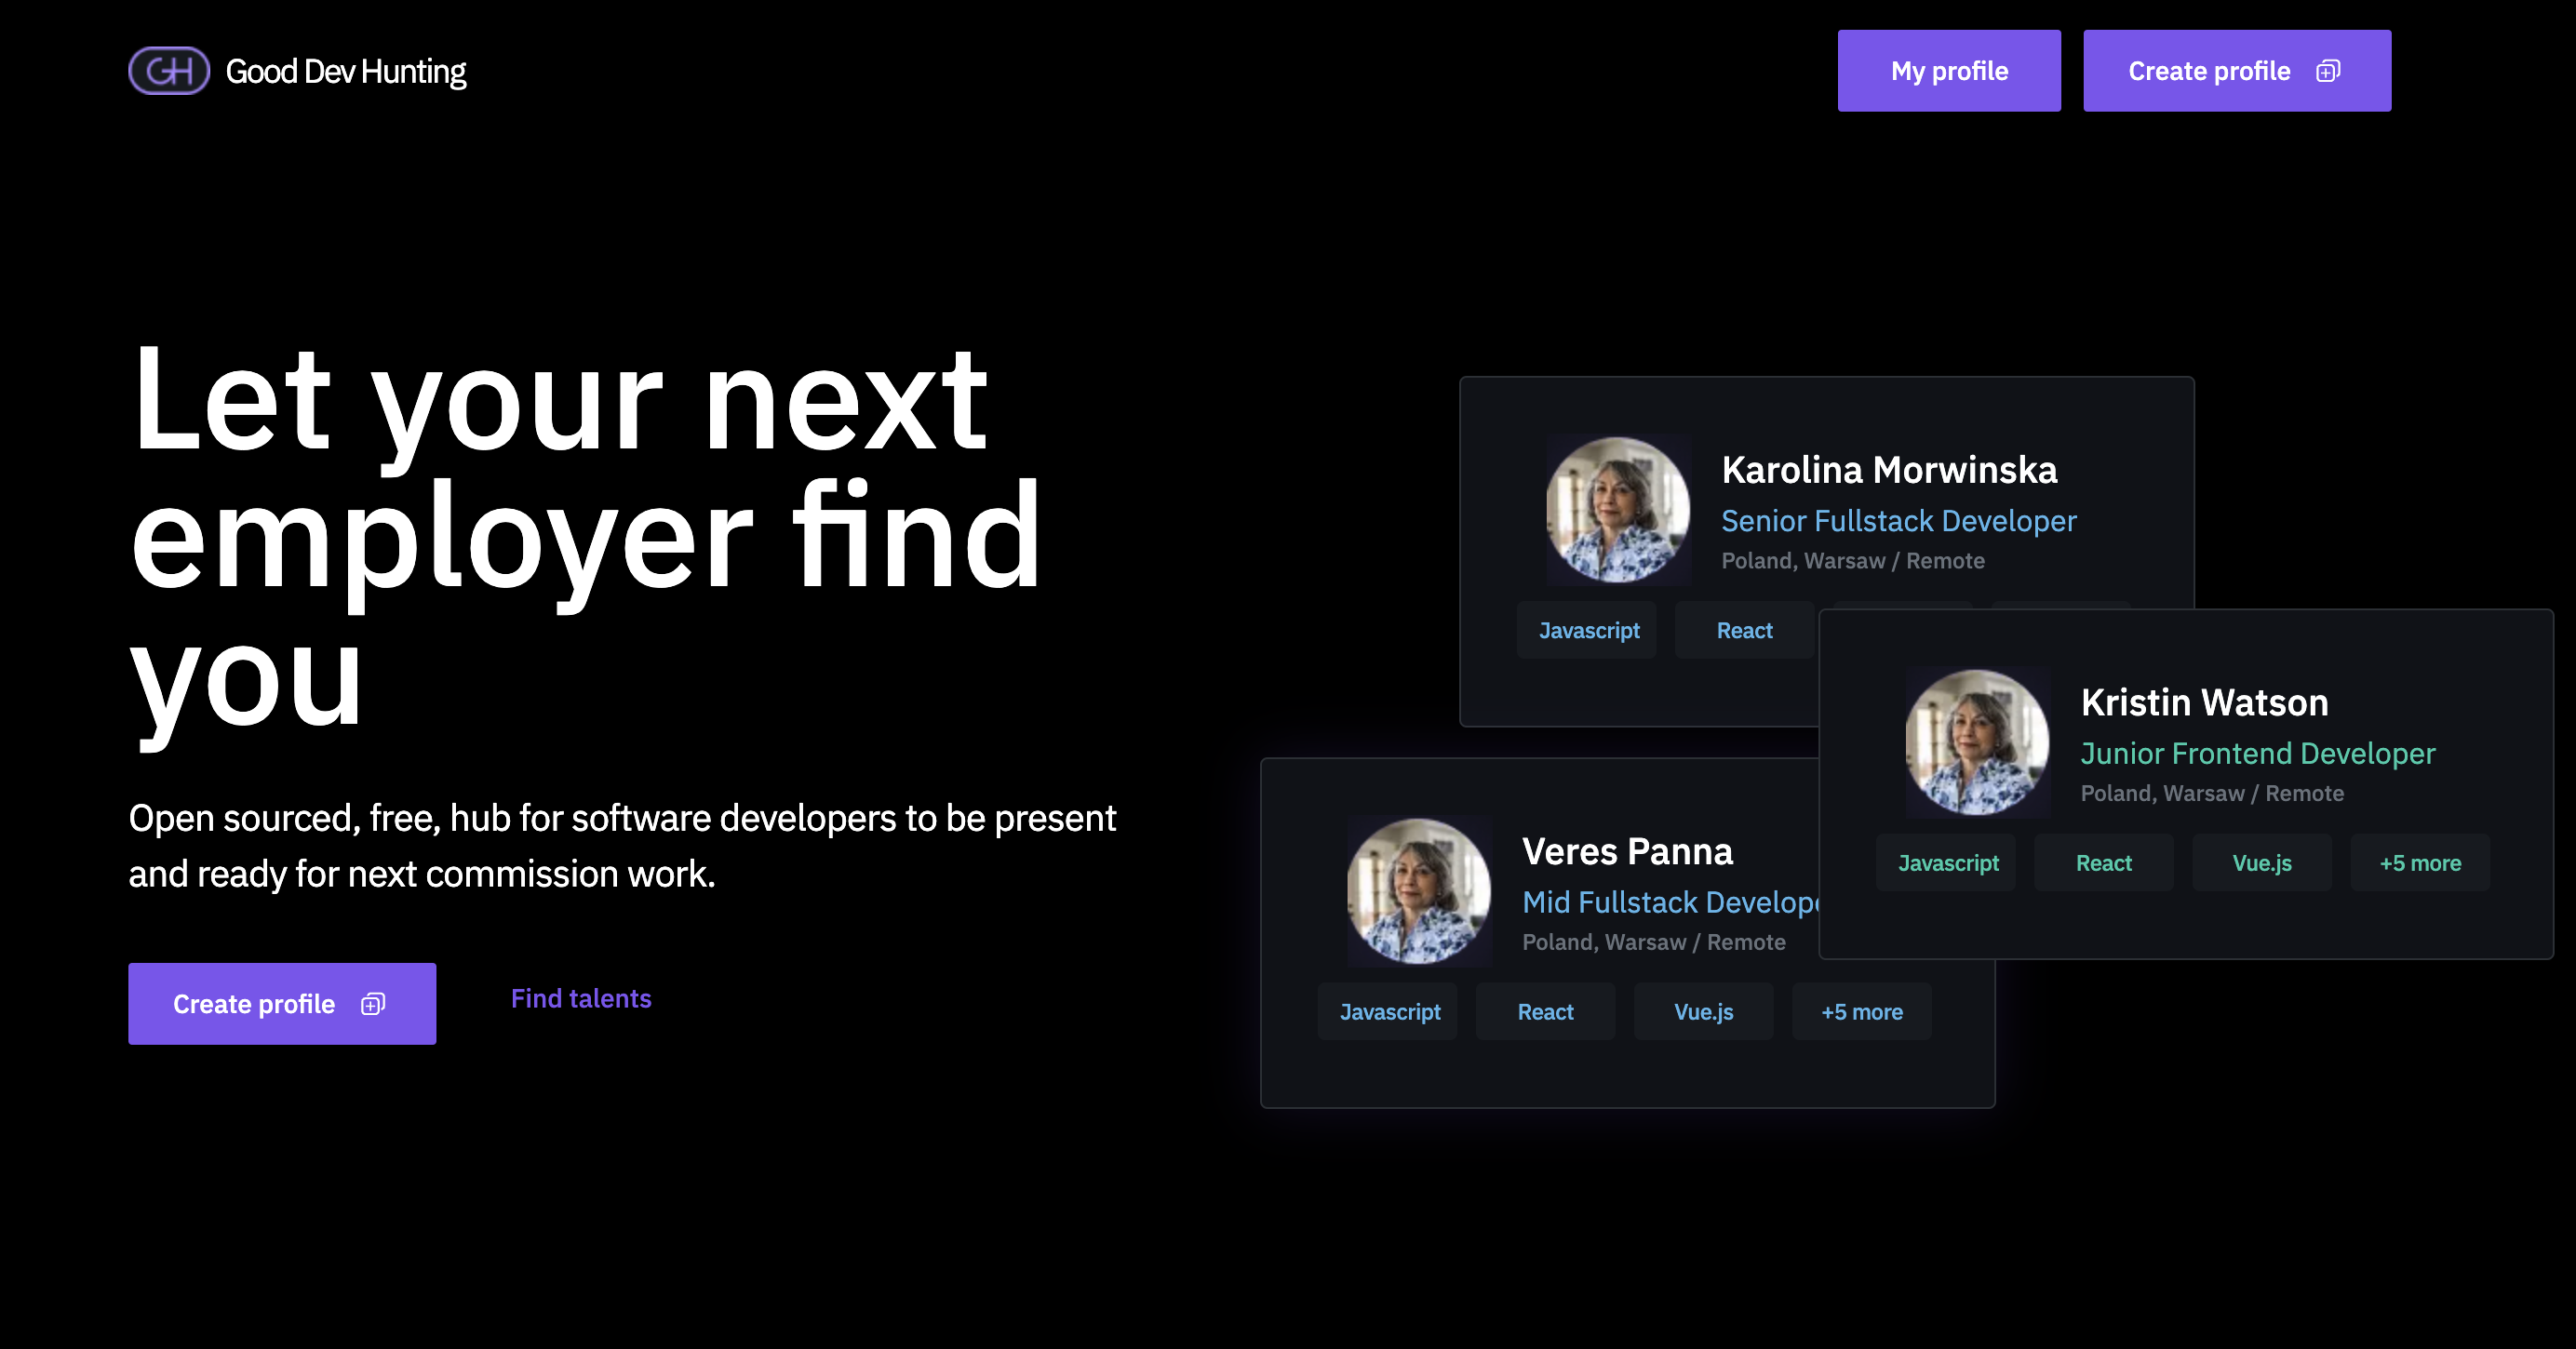 GH Good Dev Hunting
My profile
Create profile
Let your next
employer find
you
Open sourced, free, hub for software developers to be present
and ready for next commission work.
Create profile
Find talents
Karolina Morwinska
Senior Fullstack Developer
Poland, Warsaw / Remote
Javascript React
Kristin Watson
Junior Frontend Developer
Poland, Warsaw / Remote
Javascript React Vue.js +5 more
Veres Panna
Mid Fullstack Develop
Poland, Warsaw / Remote
Javascript React Vue.js +5 more